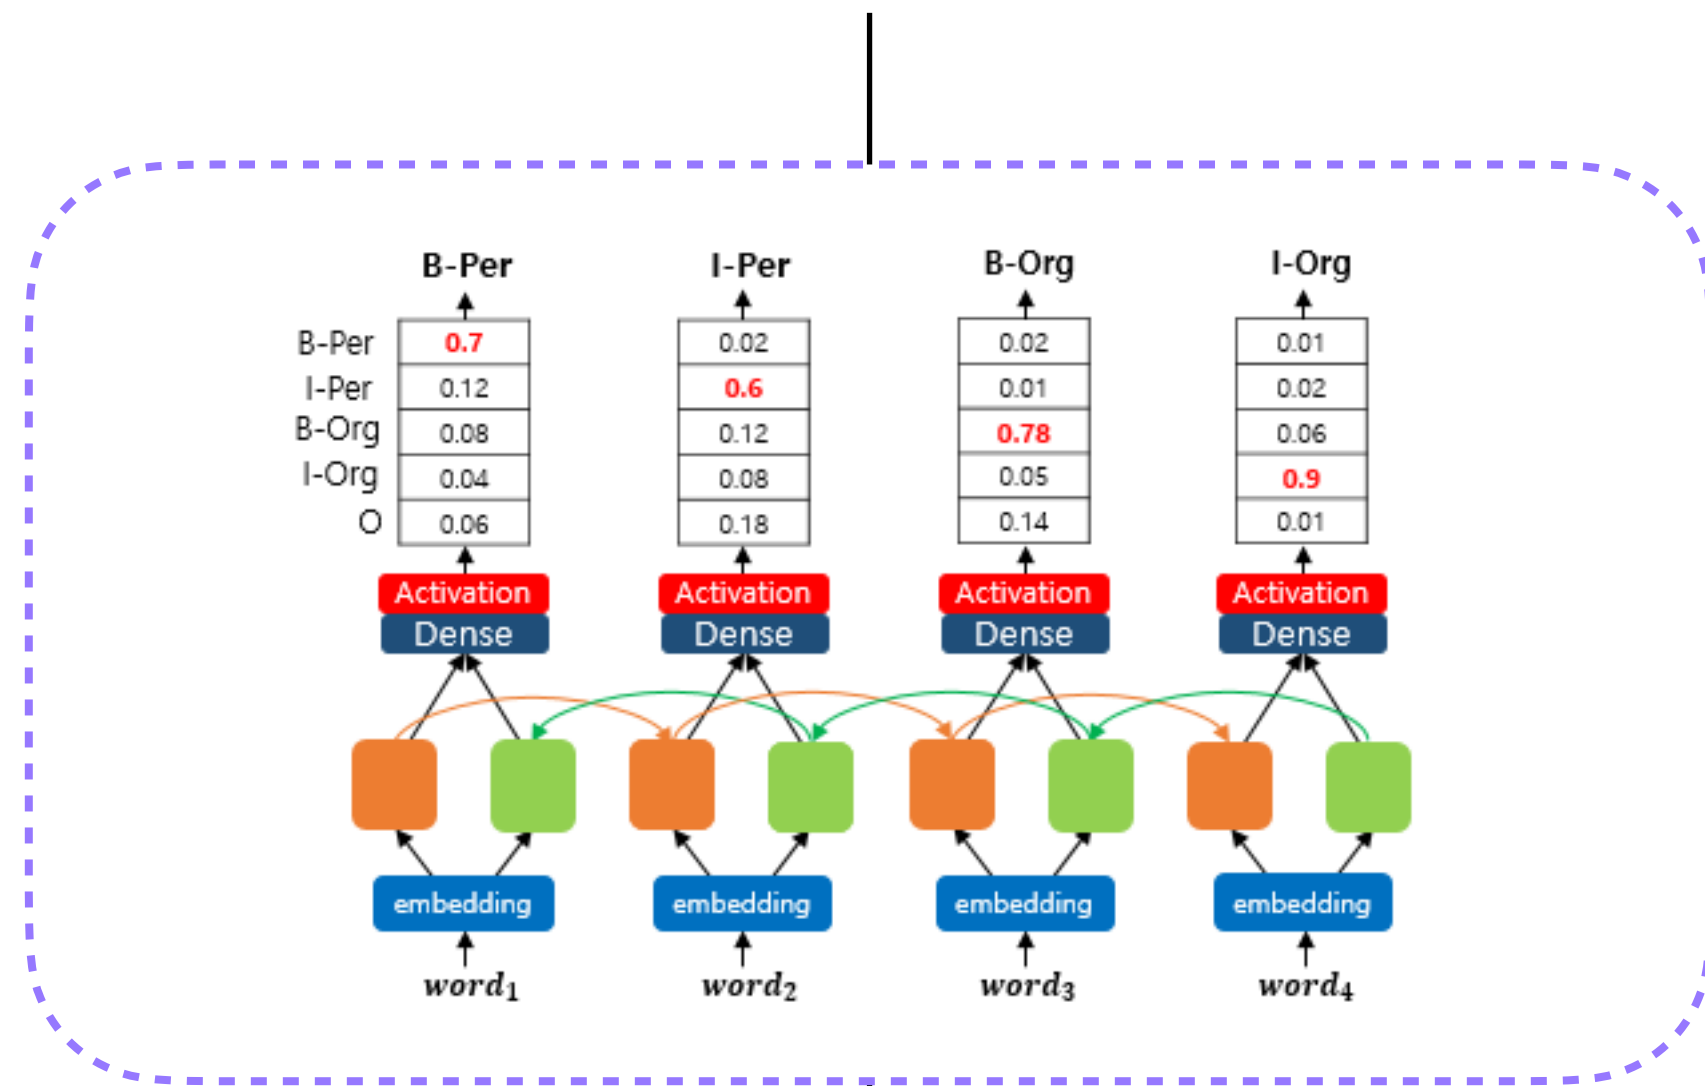 B-Per I-Per B-Org I-Org
B-Per 0.7 0.02 0.02 0.01
I-Per 0.12 0.6 0.01 0.02
B-Org 0.08 0.12 0.78 0.06
I-Org 0.04 0.08 0.05 0.9
O 0.06 0.18 0.14 0.01
Activation Activation Activation Activation
Dense Dense Dense Dense
embedding embedding embedding embedding
word₁ word₂ word₃ word₄